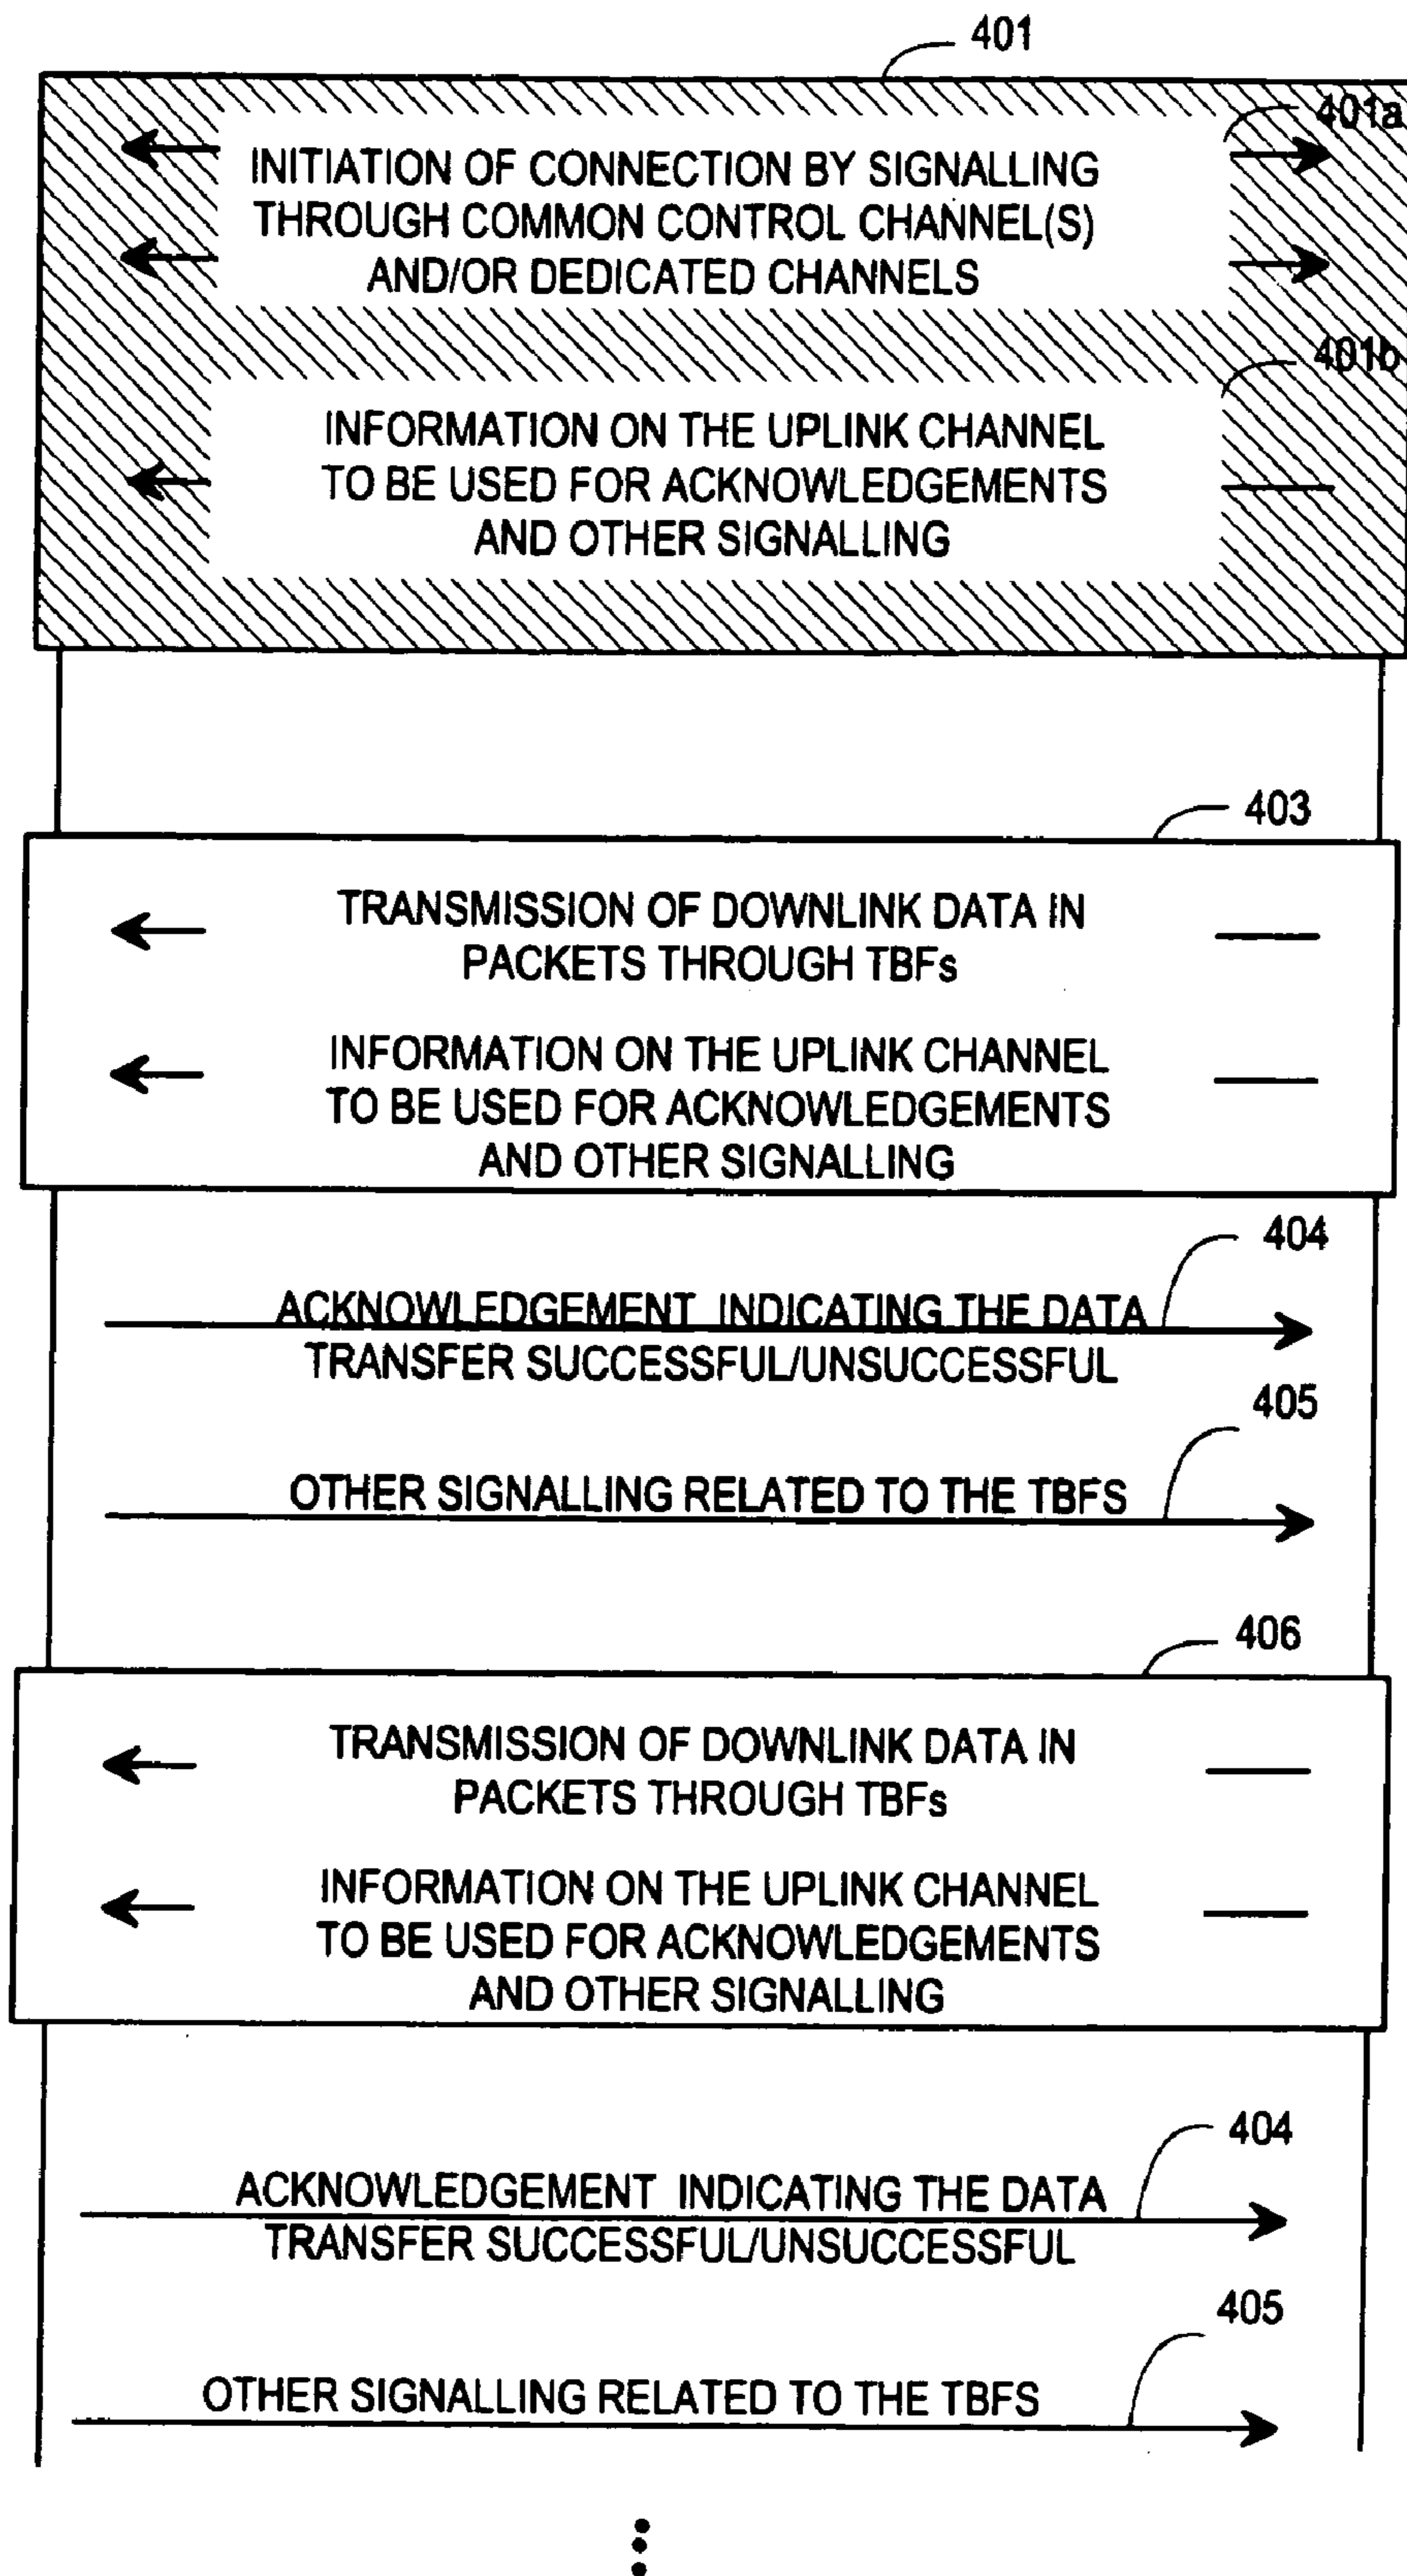 401
401a
INITIATION OF CONNECTION BY SIGNALLING
THROUGH COMMON CONTROL CHANNEL(S)
AND/OR DEDICATED CHANNELS
401b
INFORMATION ON THE UPLINK CHANNEL
TO BE USED FOR ACKNOWLEDGEMENTS
AND OTHER SIGNALLING
403
TRANSMISSION OF DOWNLINK DATA IN
PACKETS THROUGH TBFs
INFORMATION ON THE UPLINK CHANNEL
TO BE USED FOR ACKNOWLEDGEMENTS
AND OTHER SIGNALLING
404
ACKNOWLEDGEMENT INDICATING THE DATA
TRANSFER SUCCESSFUL/UNSUCCESSFUL
405
OTHER SIGNALLING RELATED TO THE TBFS
406
TRANSMISSION OF DOWNLINK DATA IN
PACKETS THROUGH TBFs
INFORMATION ON THE UPLINK CHANNEL
TO BE USED FOR ACKNOWLEDGEMENTS
AND OTHER SIGNALLING
404
ACKNOWLEDGEMENT INDICATING THE DATA
TRANSFER SUCCESSFUL/UNSUCCESSFUL
405
OTHER SIGNALLING RELATED TO THE TBFS